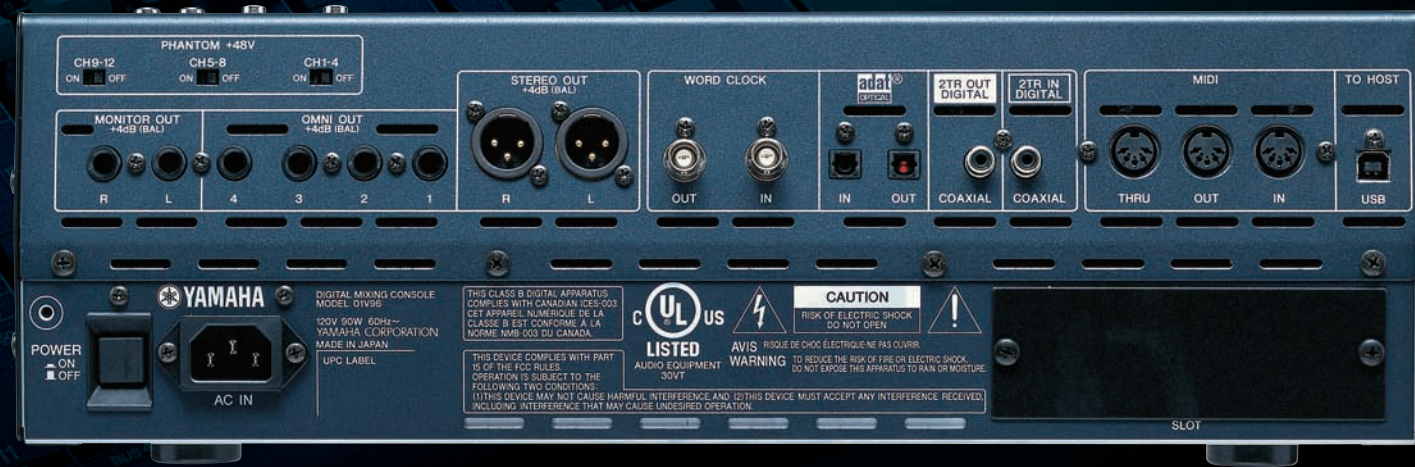 PHANTOM +48V
CH9-12 CH5-8 CH1-4
ON OFF ON OFF ON OFF
MONITOR OUT
+4dB (BAL)
OMNI OUT
+4dB (BAL)
R L 4 3 2 1
STEREO OUT
+4dB (BAL)
R L
WORD CLOCK
OUT IN
adat®
OPTICAL
IN OUT
2TR OUT
DIGITAL
COAXIAL
2TR IN
DIGITAL
COAXIAL
MIDI
THRU OUT IN
TO HOST
USB
POWER
ON
OFF
YAMAHA
AC IN
DIGITAL MIXING CONSOLE
MODEL 01V96
120V 90W 60Hz~
YAMAHA CORPORATION
MADE IN JAPAN
UPC LABEL
THIS CLASS B DIGITAL APPARATUS
COMPLIES WITH CANADIAN ICES-003.
CET APPAREIL NUMÉRIQUE DE LA
CLASSE B EST CONFORME À LA
NORME NMB-003 DU CANADA.
THIS DEVICE COMPLIES WITH PART
15 OF THE FCC RULES.
OPERATION IS SUBJECT TO THE
FOLLOWING TWO CONDITIONS:
(1)THIS DEVICE MAY NOT CAUSE HARMFUL INTERFERENCE,AND (2)THIS DEVICE MUST ACCEPT ANY INTERFERENCE RECEIVED,
INCLUDING INTERFERENCE THAT MAY CAUSE UNDESIRED OPERATION.
C UL US
LISTED
AUDIO EQUIPMENT
30VT
CAUTION
RISK OF ELECTRIC SHOCK
DO NOT OPEN
AVIS RISQUE DE CHOC ÉLECTRIQUE-NE PAS OUVRIR.
WARNING TO REDUCE THE RISK OF FIRE OR ELECTRIC SHOCK,
DO NOT EXPOSE THIS APPARATUS TO RAIN OR MOISTURE.
SLOT